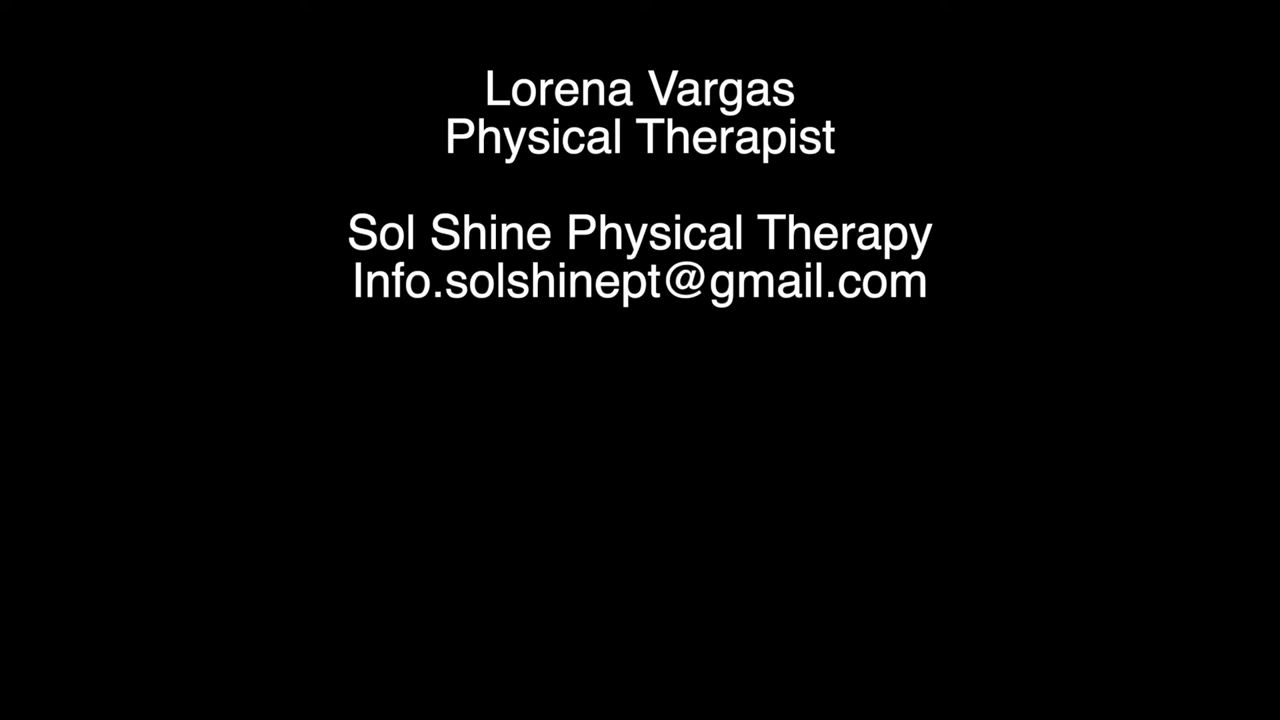 Lorena Vargas
Physical Therapist
Sol Shine Physical Therapy
Info.solshinept@gmail.com